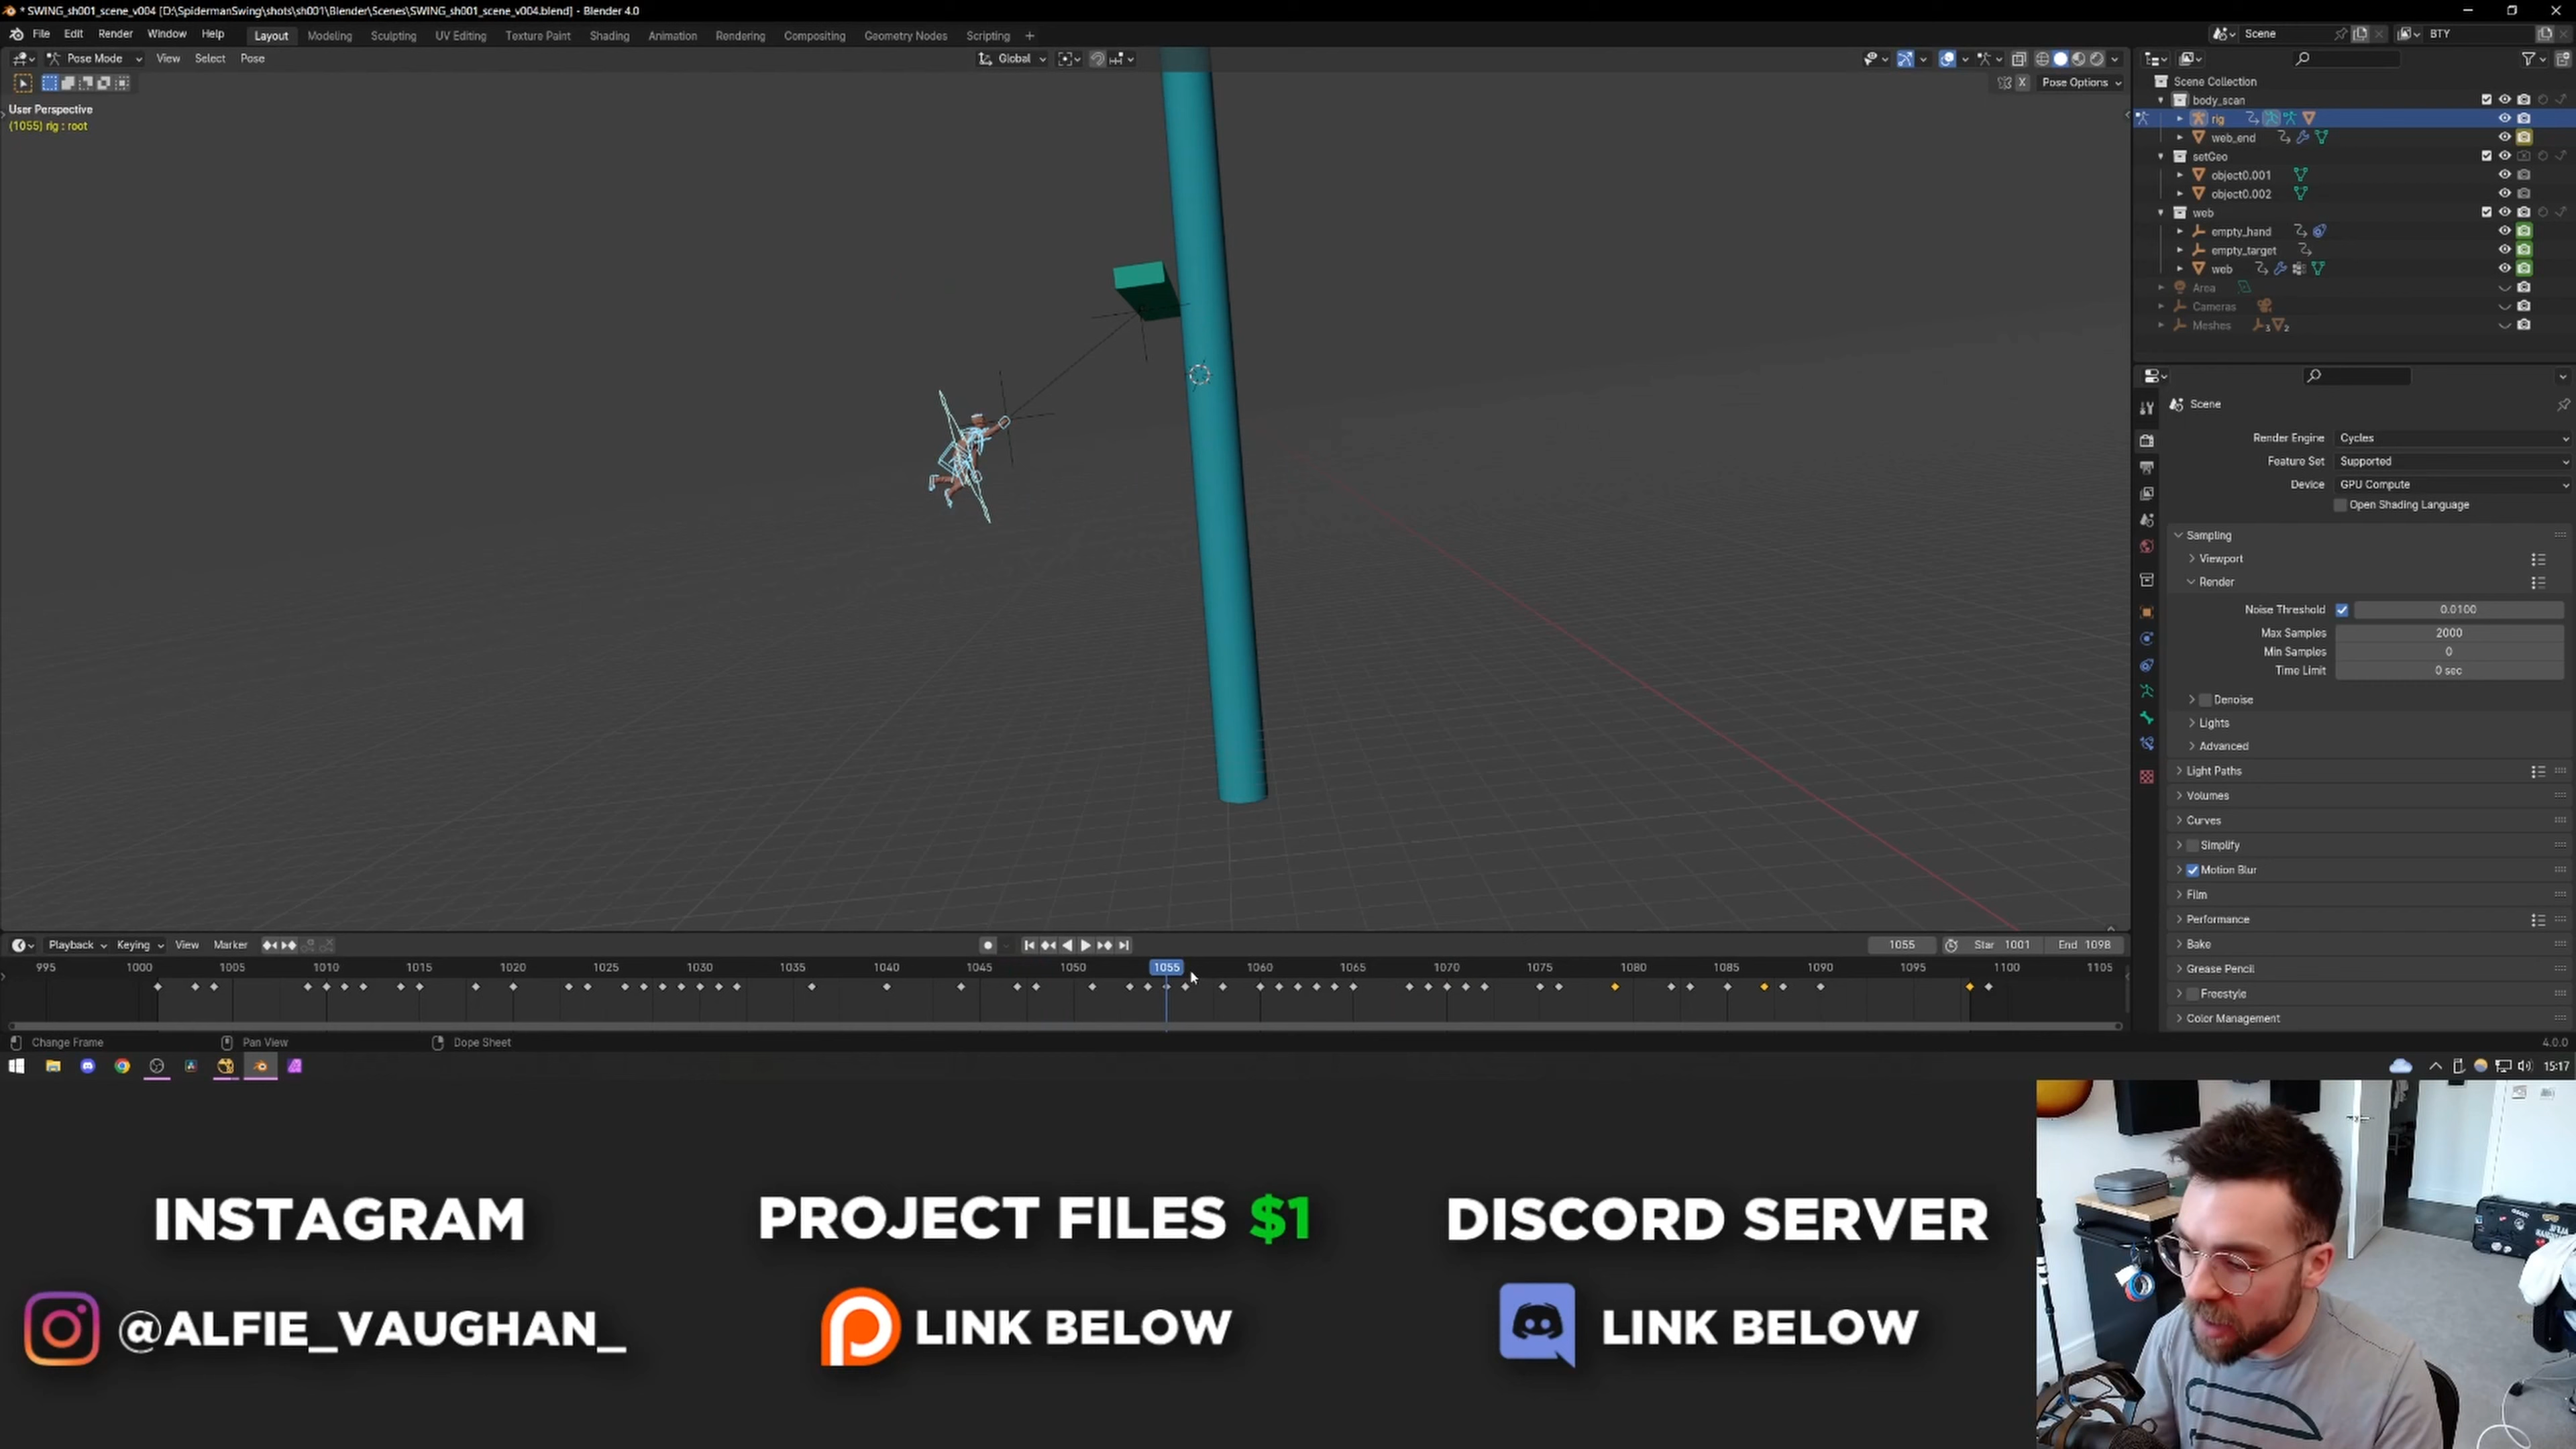 * SWING_sh001_scene_v004 [D:\SpidermanSwing\shots\sh001\Blender\Scenes\SWING_sh001_scene_v004.blend] - Blender 4.0
File Edit Render Window Help Layout Modeling Sculpting UV Editing Texture Paint Shading Animation Rendering Compositing Geometry Nodes Scripting +
Scene
BTY
Pose Mode View Select Pose
Global
X Pose Options
User Perspective
(1055) rig : root
Scene Collection
body_scan
rig
web_end
setGeo
object0.001
object0.002
web
empty_hand
empty_target
web
Area
Cameras
Meshes
3 2
Scene
Render Engine Cycles
Feature Set Supported
Device GPU Compute
Open Shading Language
Sampling
Viewport
Render
Noise Threshold 0.0100
Max Samples 2000
Min Samples 0
Time Limit 0 sec
Denoise
Lights
Advanced
Light Paths
Volumes
Curves
Simplify
Motion Blur
Film
Performance
Bake
Grease Pencil
Freestyle
Color Management
Playback Keying View Marker
1055 Star 1001 End 1098
995 1000 1005 1010 1015 1020 1025 1030 1035 1040 1045 1050 1055 1060 1065 1070 1075 1080 1085 1090 1095 1100 1105
Change Frame Pan View Dope Sheet 4.0.0
15:17
INSTAGRAM
@ALFIE_VAUGHAN_
PROJECT FILES $1
LINK BELOW
DISCORD SERVER
LINK BELOW